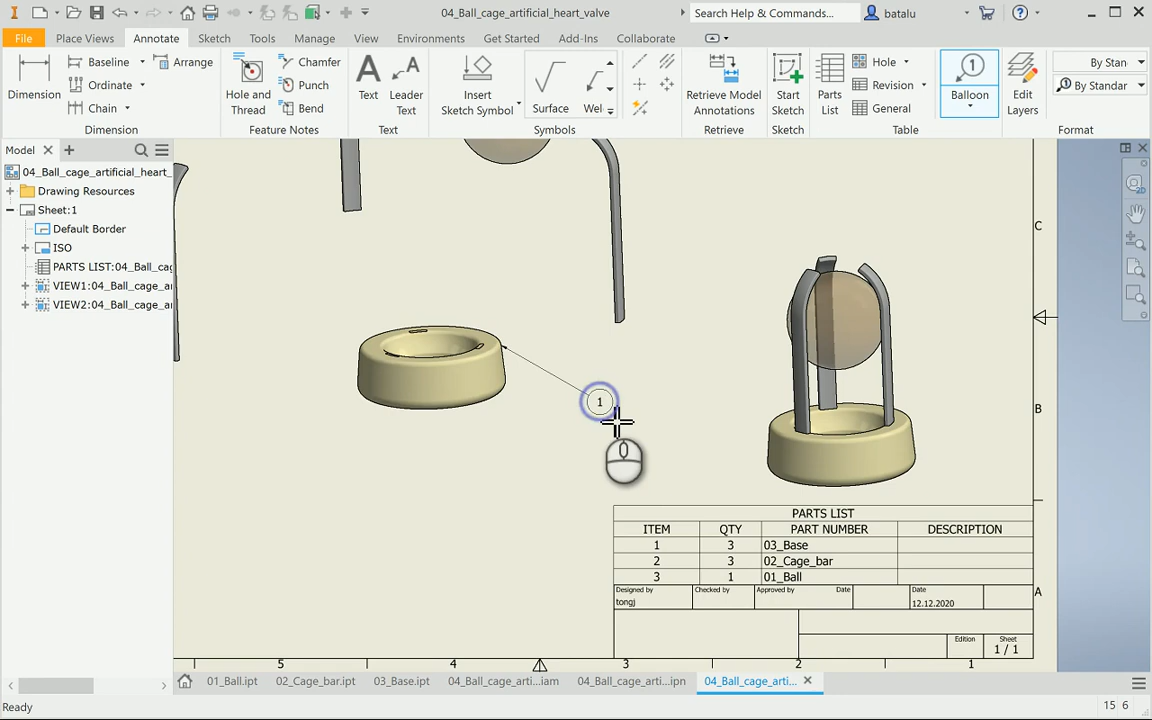 04_Ball_cage_artificial_heart_valve
Search Help & Commands...
batalu
File
Place Views
Annotate
Sketch
Tools
Manage
View
Environments
Get Started
Add-Ins
Collaborate
Dimension
Baseline
Ordinate
Chain
Arrange
Dimension
Hole and
Thread
Chamfer
Punch
Bend
Feature Notes
Text
Leader
Text
Text
Insert
Sketch Symbol
Surface
Wel
Symbols
Retrieve Model
Annotations
Retrieve
Start
Sketch
Sketch
Parts
List
Hole
Revision
General
Table
Balloon
Edit
Layers
By Stan
By Standar
Format
Model
04_Ball_cage_artificial_heart_
Drawing Resources
Sheet:1
Default Border
ISO
PARTS LIST:04_Ball_cag
VIEW1:04_Ball_cage_ar
VIEW2:04_Ball_cage_ar
1
C
B
A
PARTS LIST
ITEM QTY PART NUMBER DESCRIPTION
1 3 03_Base
2 3 02_Cage_bar
3 1 01_Ball
Designed by Checked by Approved by Date Date
tongj 12.12.2020
Edition Sheet
1 / 1
5 4 3 2 1
01_Ball.ipt
02_Cage_bar.ipt
03_Base.ipt
04_Ball_cage_arti...iam
04_Ball_cage_arti...ipn
04_Ball_cage_arti...
Ready
15 6